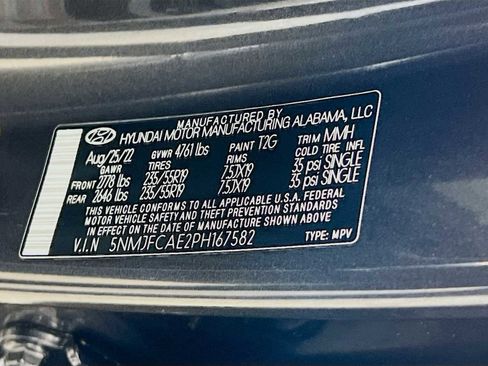 MANUFACTURED BY
HYUNDAI MOTOR MANUFACTURING ALABAMA, LLC
Aug/25/22 GVWR 4761 lbs PAINT T2G TRIM MMH
GAWR TIRES RIMS COLD TIRE INFL
FRONT 2778 lbs 235/55R19 7.5JX19 35 psi SINGLE
REAR 2646 lbs 235/55R19 7.5JX19 35 psi SINGLE
THIS VEHICLE CONFORMS TO ALL APPLICABLE U.S.A. FEDERAL
MOTOR VEHICLE SAFETY AND THEFT PREVENTION STANDARDS
IN EFFECT ON THE DATE OF MANUFACTURE SHOWN ABOVE.
V.I.N 5NMJFCAE2PH167582 TYPE: MPV